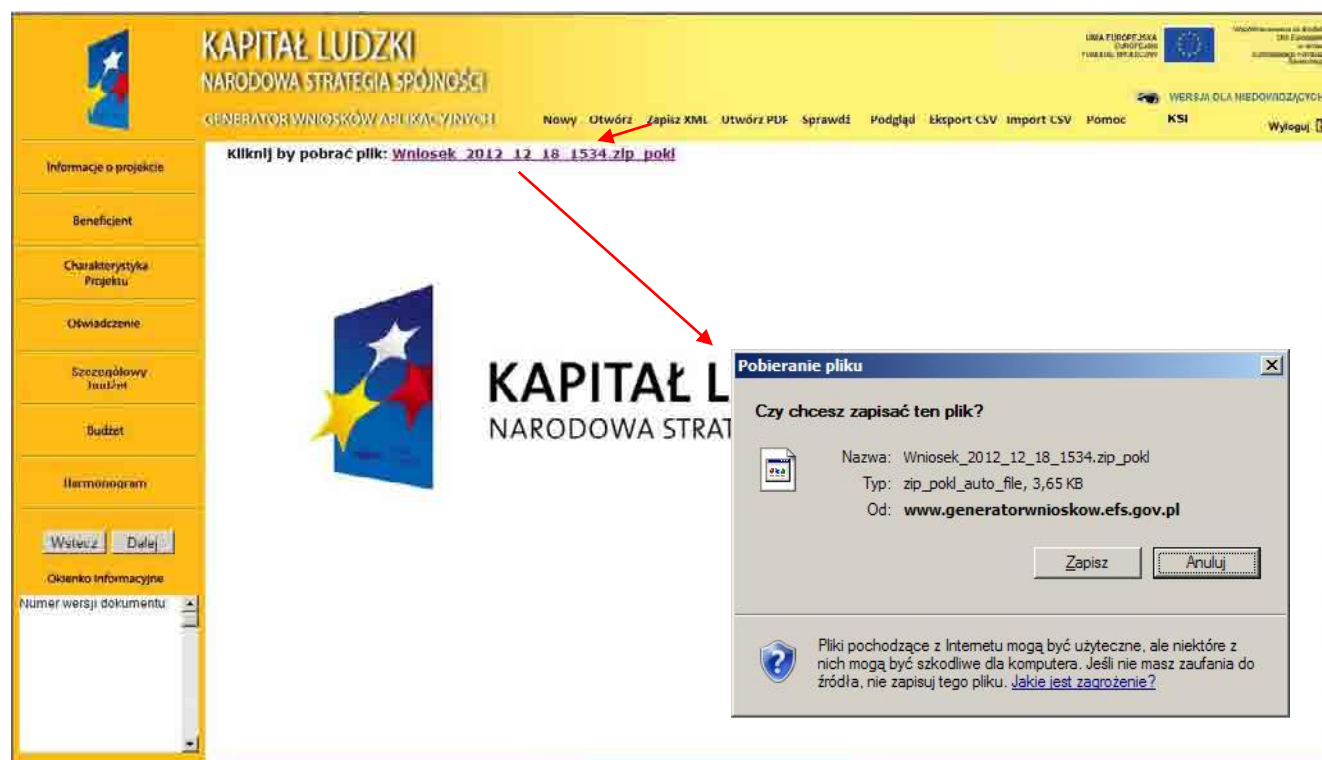 KAPITAŁ LUDZKI
NARODOWA STRATEGIA SPÓJNOŚCI
GENERATOR WNIOSKÓW APLIKACYJNYCH
UNIA EUROPEJSKA
WERSJA DLA NIEDOWIDZĄCYCH
Nowy Otwórz Zapisz XML Utwórz PDF Sprawdź Podgląd Eksport CSV Import CSV Pomoc KSI Wyloguj
Kliknij by pobrać plik: Wniosek_2012_12_18_1534.zip_pokl
Informacje o projekcie
Beneficjent
Charakterystyka
Projektu
Oświadczenie
Szczegółowy
budżet
Budżet
Harmonogram
Wstecz Dalej
Okienko Informacyjne
Numer wersji dokumentu
KAPITAŁ L
NARODOWA STRAT
Pobieranie pliku
Czy chcesz zapisać ten plik?
Nazwa: Wniosek_2012_12_18_1534.zip_pokl
Typ: zip_pokl_auto_file, 3,65 KB
Od: www.generatorwnioskow.efs.gov.pl
Zapisz Anuluj
Pliki pochodzące z Internetu mogą być użyteczne, ale niektóre z
nich mogą być szkodliwe dla komputera. Jeśli nie masz zaufania do
źródła, nie zapisuj tego pliku. Jakie jest zagrożenie?